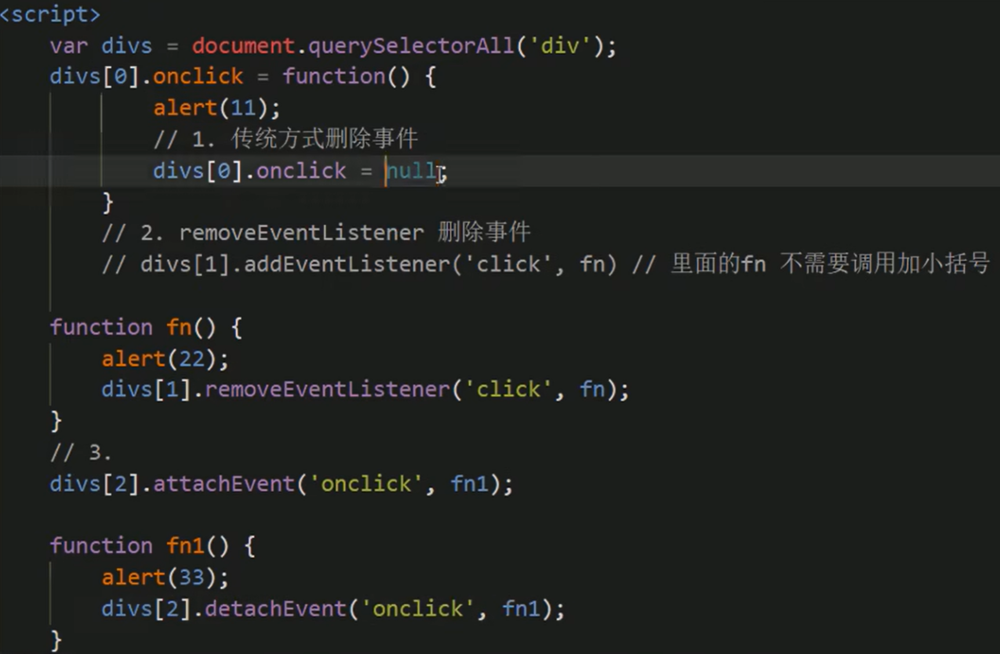 <script>
var divs = document.querySelectorAll('div');
divs[0].onclick = function() {
alert(11);
// 1. 传统方式删除事件
divs[0].onclick = null;
}
// 2. removeEventListener 删除事件
// divs[1].addEventListener('click', fn) // 里面的fn 不需要调用加小括号
function fn() {
alert(22);
divs[1].removeEventListener('click', fn);
}
// 3.
divs[2].attachEvent('onclick', fn1);
function fn1() {
alert(33);
divs[2].detachEvent('onclick', fn1);
}